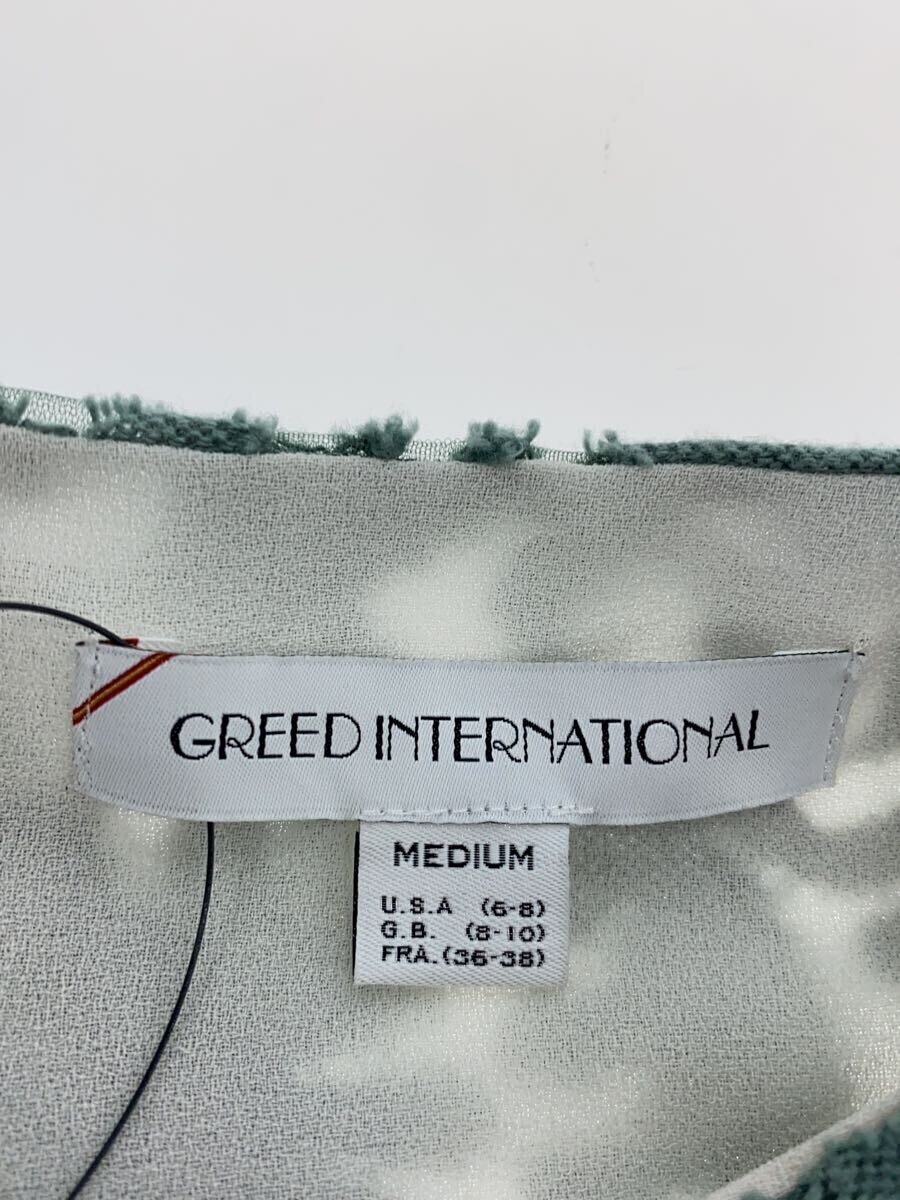 GREED INTERNATIONAL
MEDIUM
U.S.A (6-8)
G.B. (8-10)
FRA.(36-38)